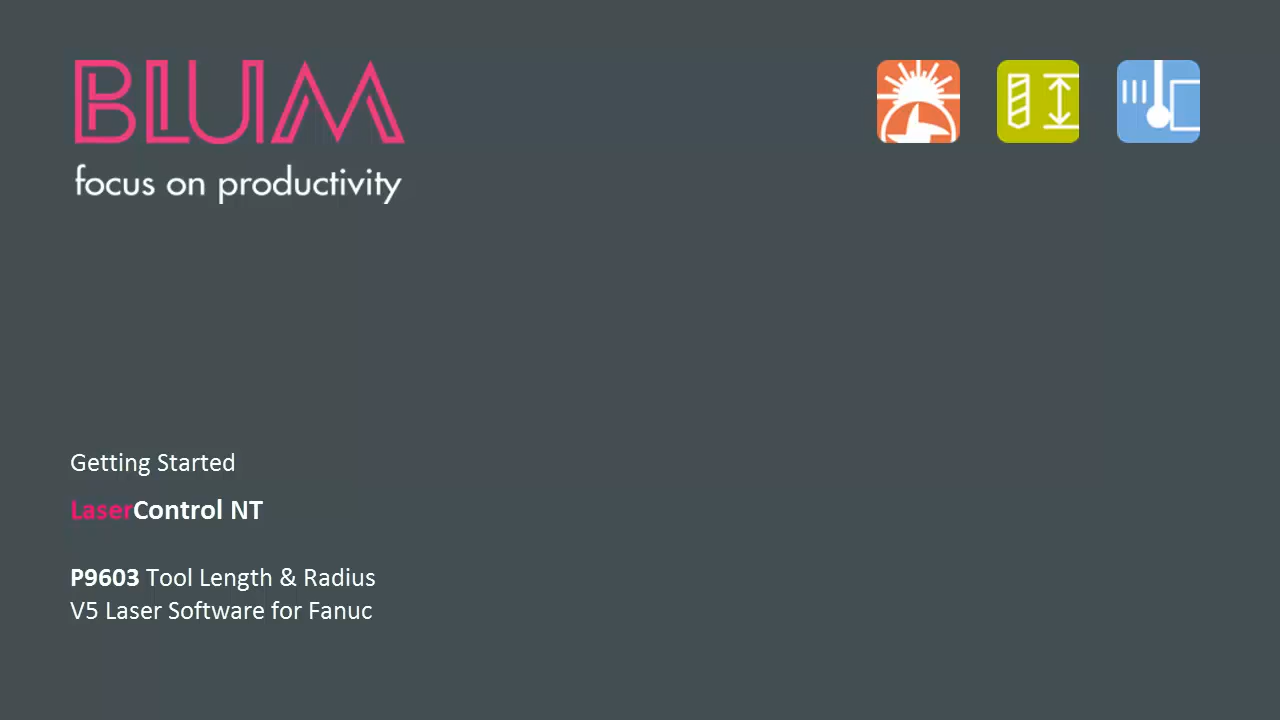 BLUM
focus on productivity
Getting Started
LaserControl NT
P9603 Tool Length & Radius
V5 Laser Software for Fanuc